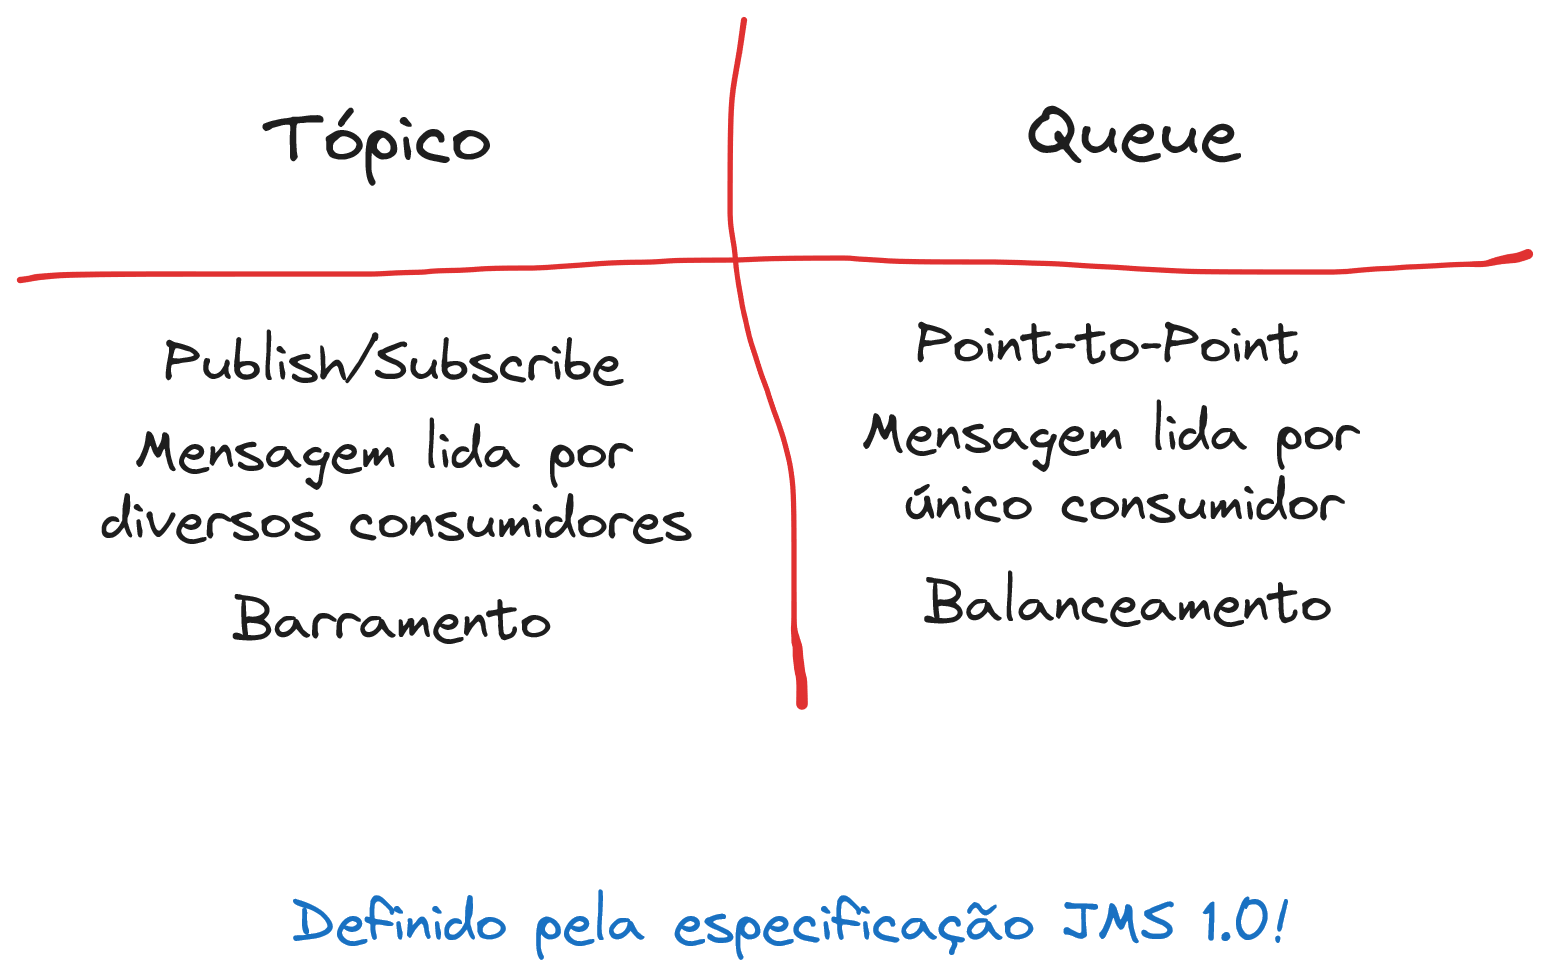 Tópico
Queue
Publish/Subscribe
Mensagem lida por
diversos consumidores
Barramento
Point-to-Point
Mensagem lida por
único consumidor
Balanceamento
Definido pela especificação JMS 1.0!